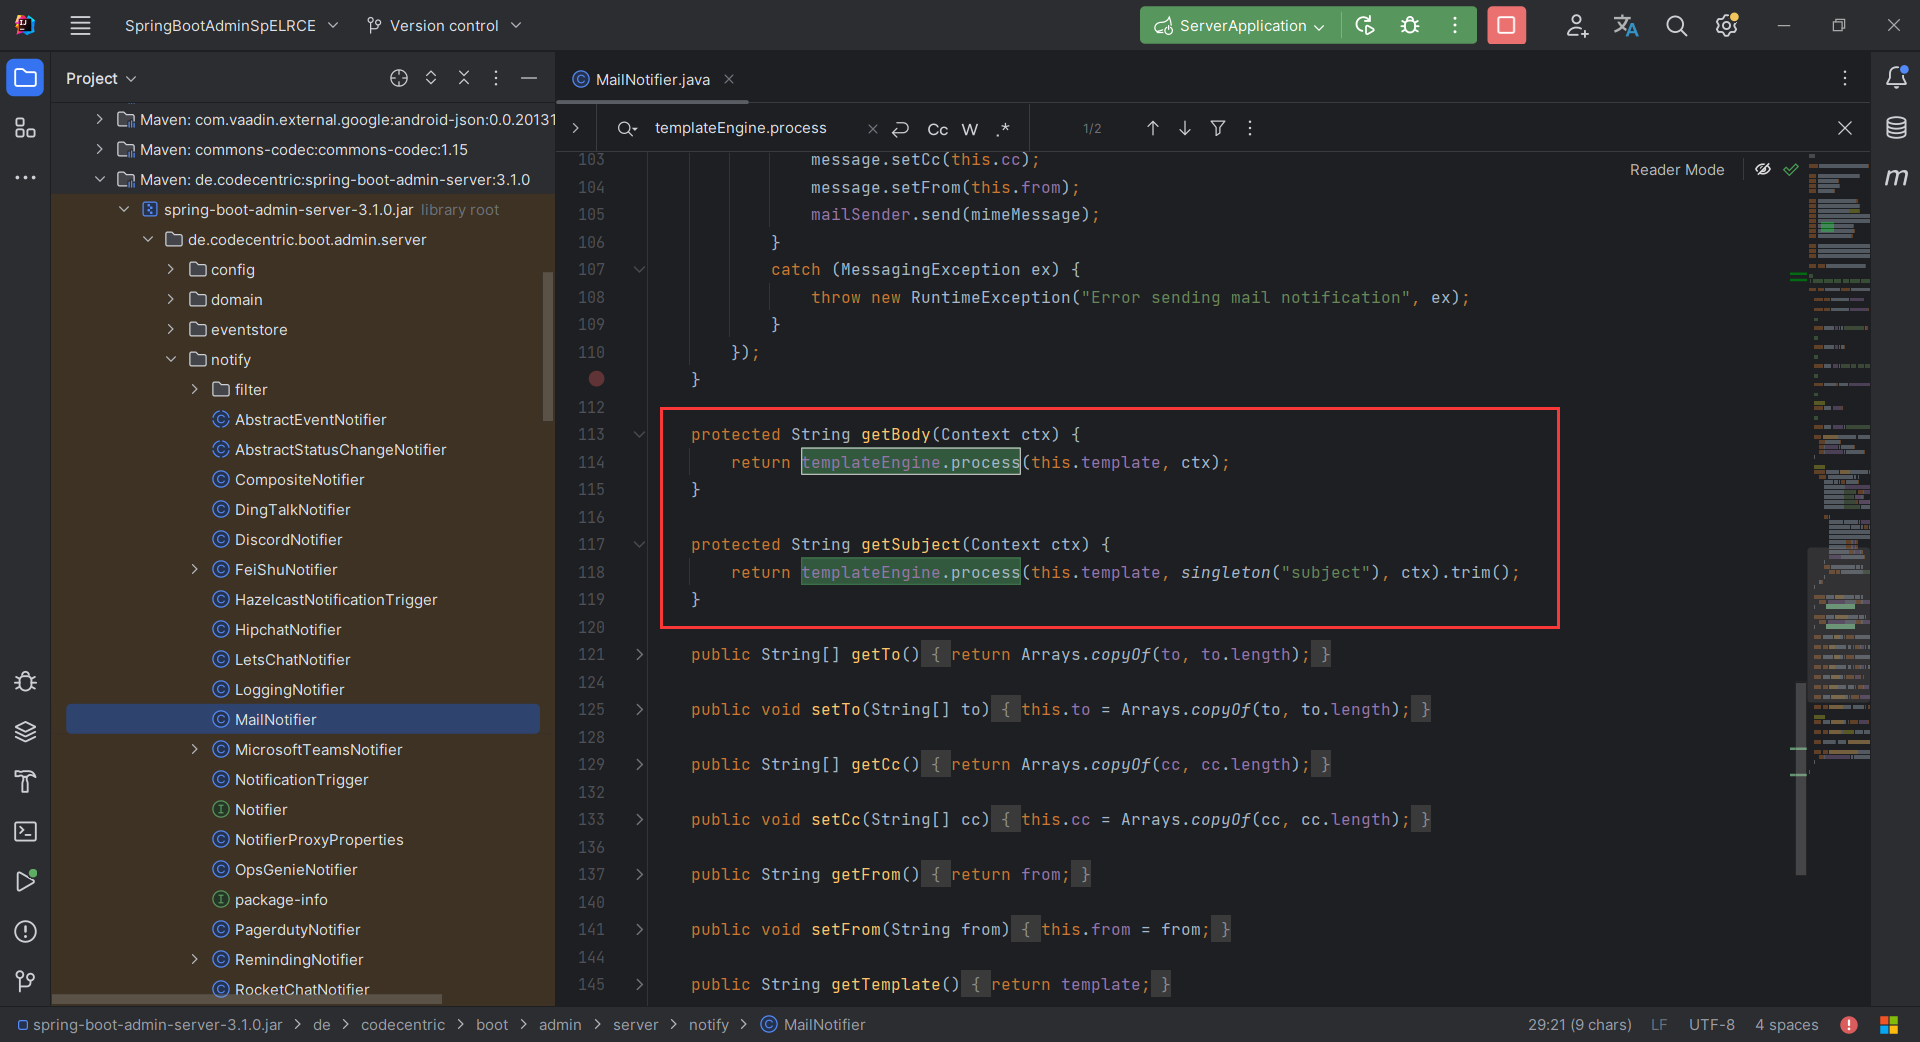 SpringBootAdminSpELRCE
Version control
ServerApplication
Project
MailNotifier.java
Maven: com.vaadin.external.google:android-json:0.0.20131
Maven: commons-codec:commons-codec:1.15
Maven: de.codecentric:spring-boot-admin-server:3.1.0
spring-boot-admin-server-3.1.0.jar library root
de.codecentric.boot.admin.server
config
domain
eventstore
notify
filter
AbstractEventNotifier
AbstractStatusChangeNotifier
CompositeNotifier
DingTalkNotifier
DiscordNotifier
FeiShuNotifier
HazelcastNotificationTrigger
HipchatNotifier
LetsChatNotifier
LoggingNotifier
MailNotifier
MicrosoftTeamsNotifier
NotificationTrigger
Notifier
NotifierProxyProperties
OpsGenieNotifier
package-info
PagerdutyNotifier
RemindingNotifier
RocketChatNotifier
templateEngine.process
Cc W .* 1/2
Reader Mode
103 message.setCc(this.cc);
104 message.setFrom(this.from);
105 mailSender.send(mimeMessage);
106 }
107 catch (MessagingException ex) {
108 throw new RuntimeException("Error sending mail notification", ex);
109 }
110 });
}
112
113 protected String getBody(Context ctx) {
114 return templateEngine.process(this.template, ctx);
115 }
116
117 protected String getSubject(Context ctx) {
118 return templateEngine.process(this.template, singleton("subject"), ctx).trim();
119 }
120
121 public String[] getTo() { return Arrays.copyOf(to, to.length); }
124
125 public void setTo(String[] to) { this.to = Arrays.copyOf(to, to.length); }
128
129 public String[] getCc() { return Arrays.copyOf(cc, cc.length); }
132
133 public void setCc(String[] cc) { this.cc = Arrays.copyOf(cc, cc.length); }
136
137 public String getFrom() { return from; }
140
141 public void setFrom(String from) { this.from = from; }
144
145 public String getTemplate() { return template; }
spring-boot-admin-server-3.1.0.jar > de > codecentric > boot > admin > server > notify > MailNotifier
29:21 (9 chars) LF UTF-8 4 spaces